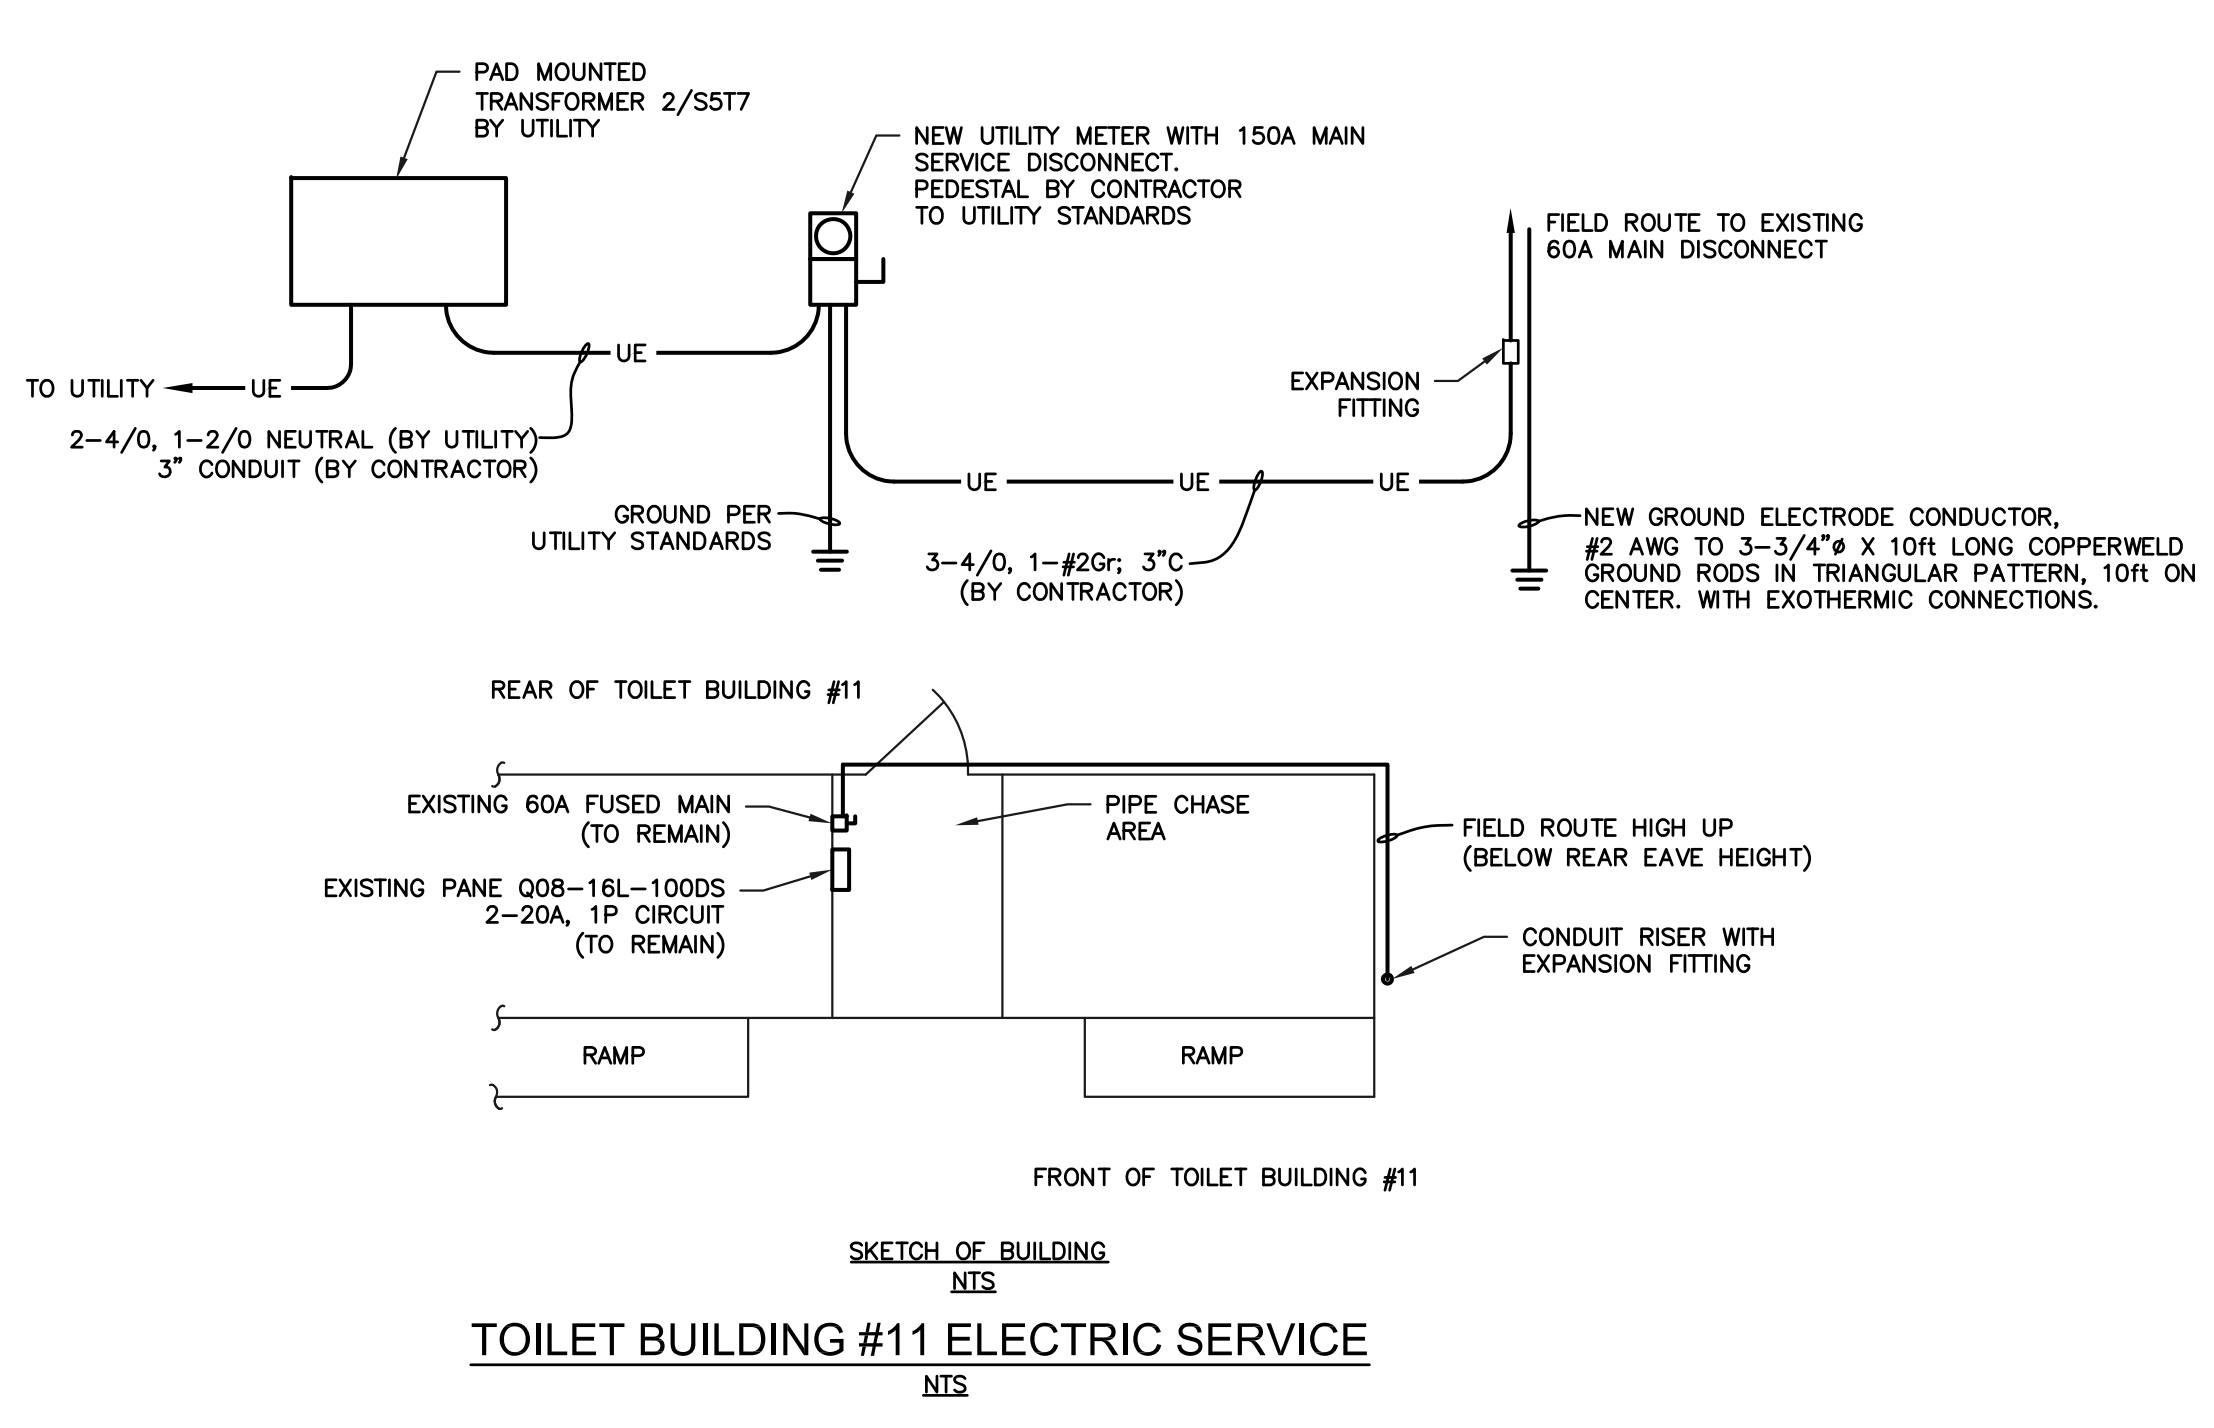 PAD MOUNTED
TRANSFORMER 2/S5T7
BY UTILITY
NEW UTILITY METER WITH 150A MAIN
SERVICE DISCONNECT.
PEDESTAL BY CONTRACTOR
TO UTILITY STANDARDS
FIELD ROUTE TO EXISTING
60A MAIN DISCONNECT
UE
TO UTILITY
UE
EXPANSION
FITTING
2-4/0, 1-2/0 NEUTRAL (BY UTILITY)
3" CONDUIT (BY CONTRACTOR)
UE
UE
UE
GROUND PER
UTILITY STANDARDS
3-4/0, 1-#2Gr; 3"C
(BY CONTRACTOR)
NEW GROUND ELECTRODE CONDUCTOR,
#2 AWG TO 3-3/4"ø X 10ft LONG COPPERWELD
GROUND RODS IN TRIANGULAR PATTERN, 10ft ON
CENTER. WITH EXOTHERMIC CONNECTIONS.
REAR OF TOILET BUILDING #11
EXISTING 60A FUSED MAIN
(TO REMAIN)
PIPE CHASE
AREA
FIELD ROUTE HIGH UP
(BELOW REAR EAVE HEIGHT)
EXISTING PANE Q08-16L-100DS
2-20A, 1P CIRCUIT
(TO REMAIN)
CONDUIT RISER WITH
EXPANSION FITTING
RAMP
RAMP
FRONT OF TOILET BUILDING #11
SKETCH OF BUILDING
NTS
TOILET BUILDING #11 ELECTRIC SERVICE
NTS